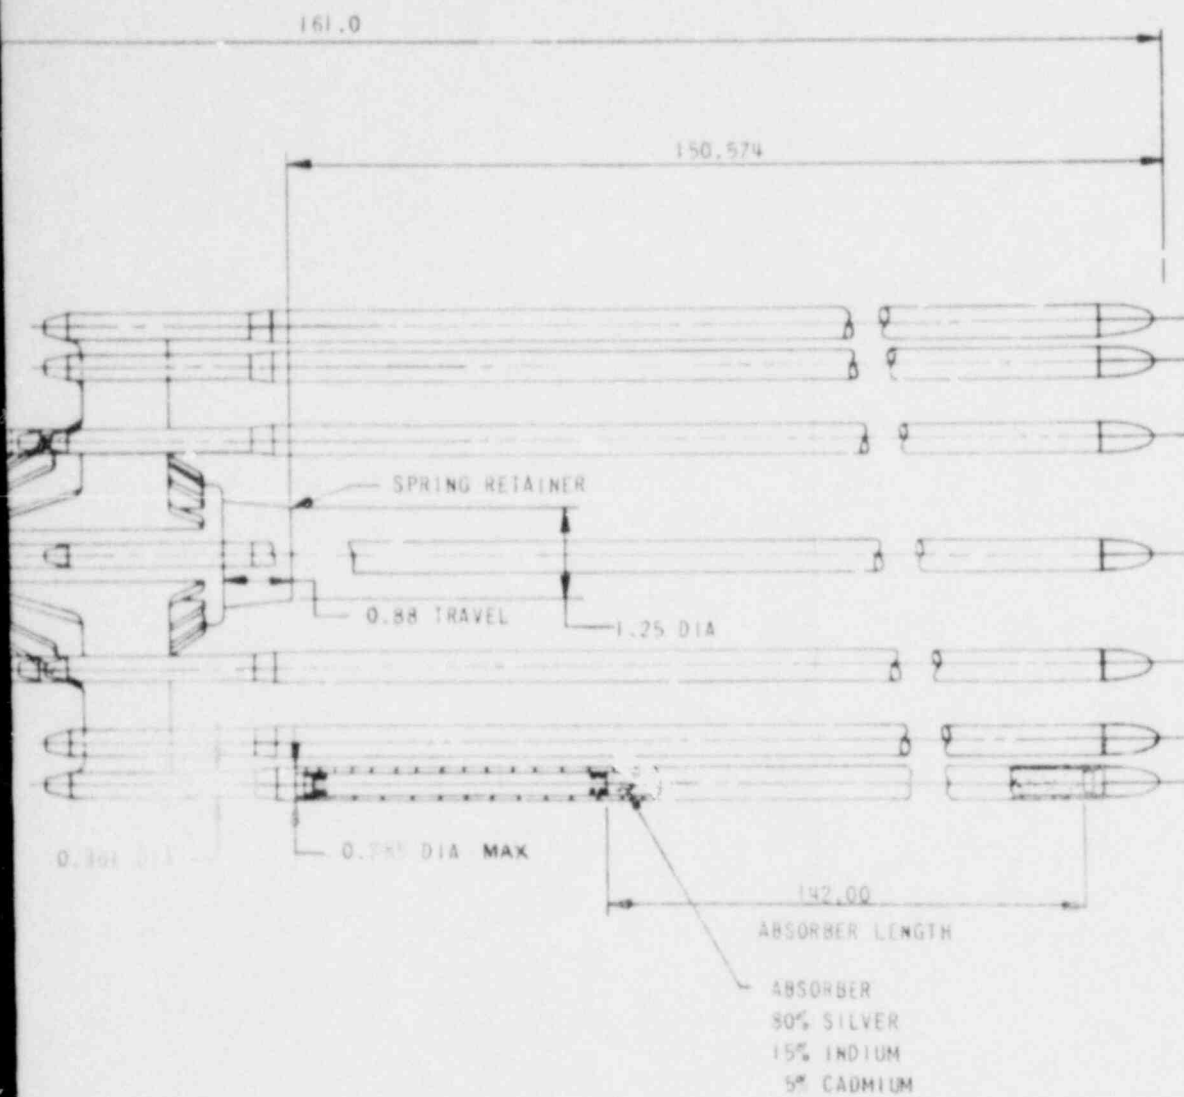 161.0
150.574
SPRING RETAINER
0.88 TRAVEL
1.25 DIA
DIA MAX
DIA
142.00
ABSORBER LENGTH
ABSORBER
80% SILVER
15% INDIUM
5% CADMIUM